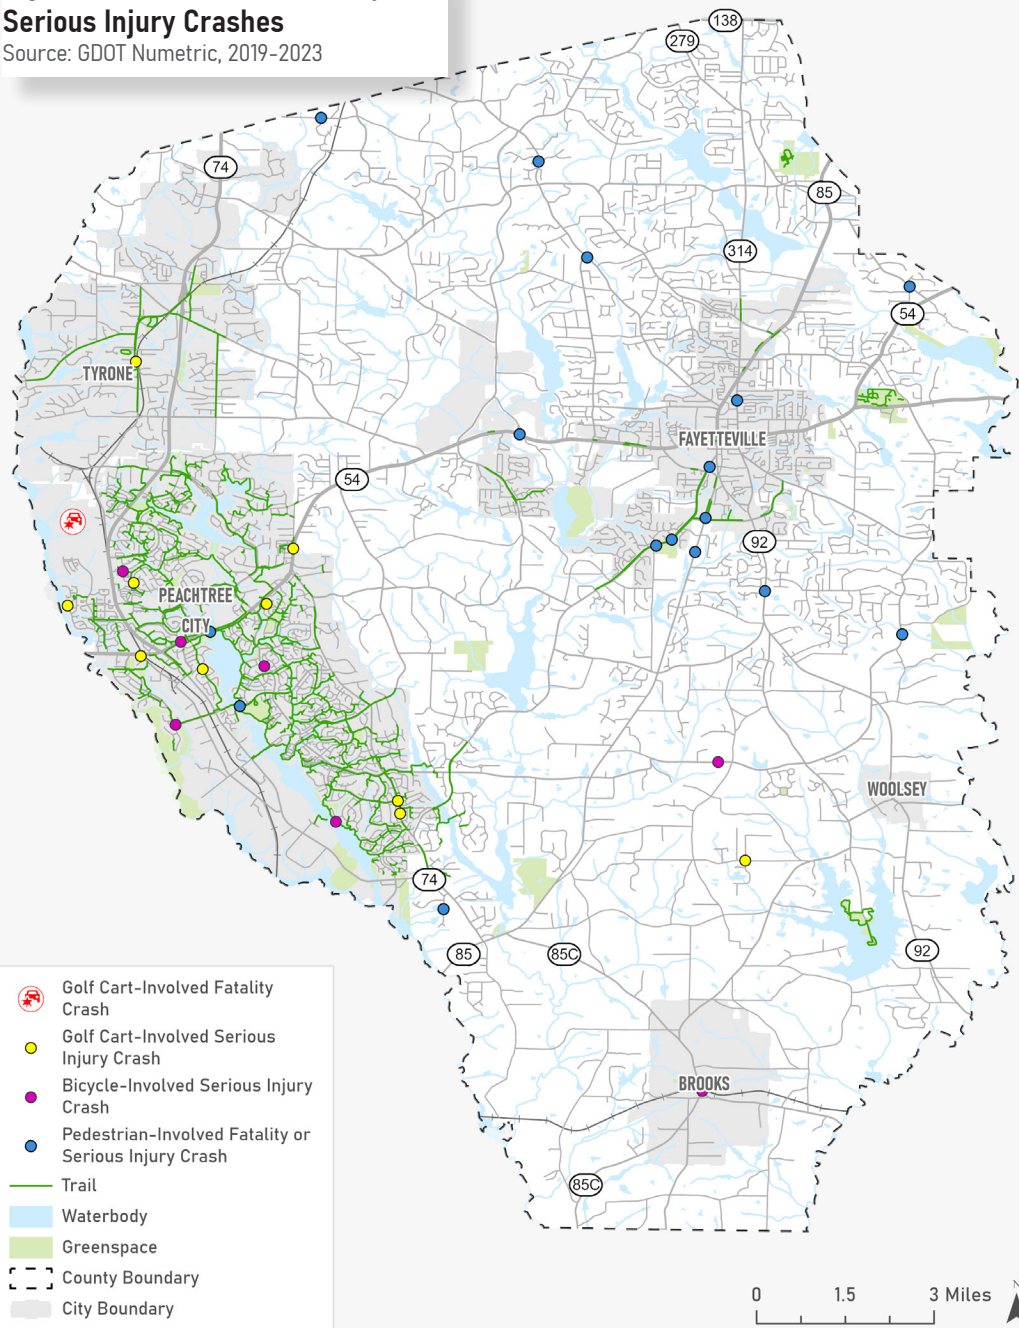 Serious Injury Crashes
Source: GDOT Numetric, 2019-2023
138
279
74
85
314
54
TYRONE
FAYETTEVILLE
54
92
PEACHTREE
CITY
WOOLSEY
74
85
85C
92
BROOKS
85C
Golf Cart-Involved Fatality
Crash
Golf Cart-Involved Serious
Injury Crash
Bicycle-Involved Serious Injury
Crash
Pedestrian-Involved Fatality or
Serious Injury Crash
Trail
Waterbody
Greenspace
County Boundary
City Boundary
0 1.5 3 Miles
N